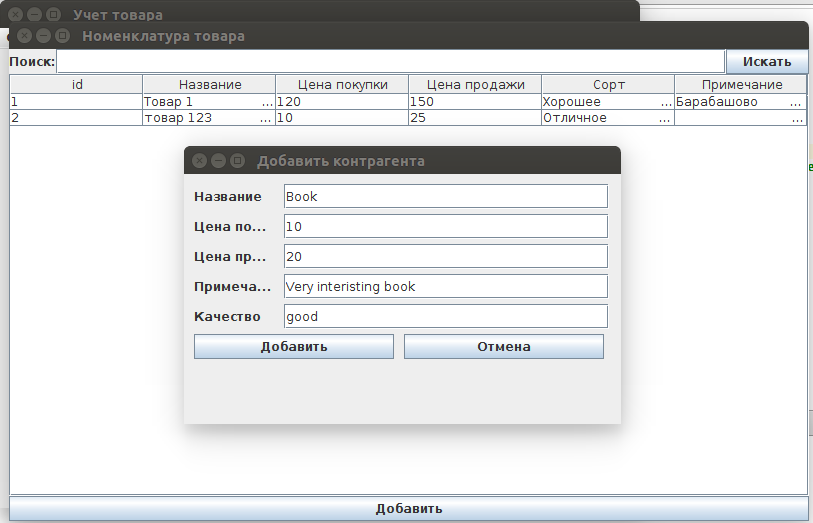 Учет товара
Номенклатура товара
Поиск: Искать
id Название Цена покупки Цена продажи Сорт Примечание
1 Товар 1 ... 120 150 Хорошее ... Барабашово ...
2 товар 123 ... 10 25 Отличное ... ...
Добавить контрагента
Название Book
Цена по... 10
Цена пр... 20
Примеча... Very interisting book
Качество good
Добавить Отмена
Добавить